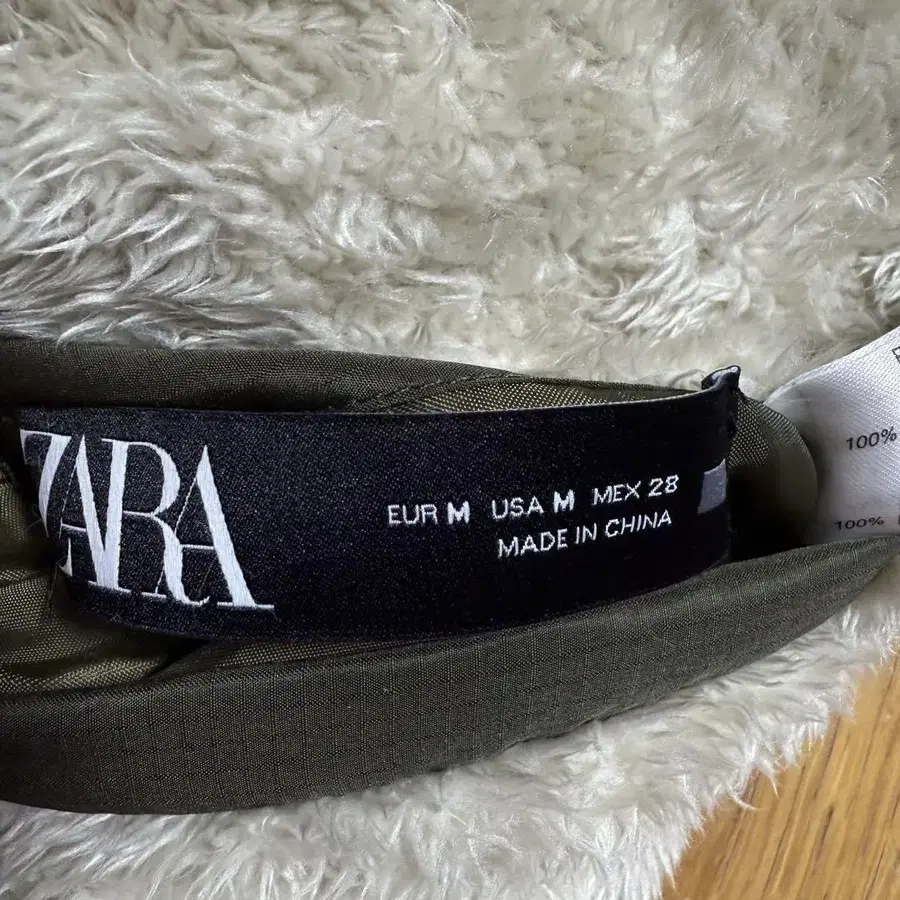 ZARA
EUR M USA M MEX 28
MADE IN CHINA
100%
100%